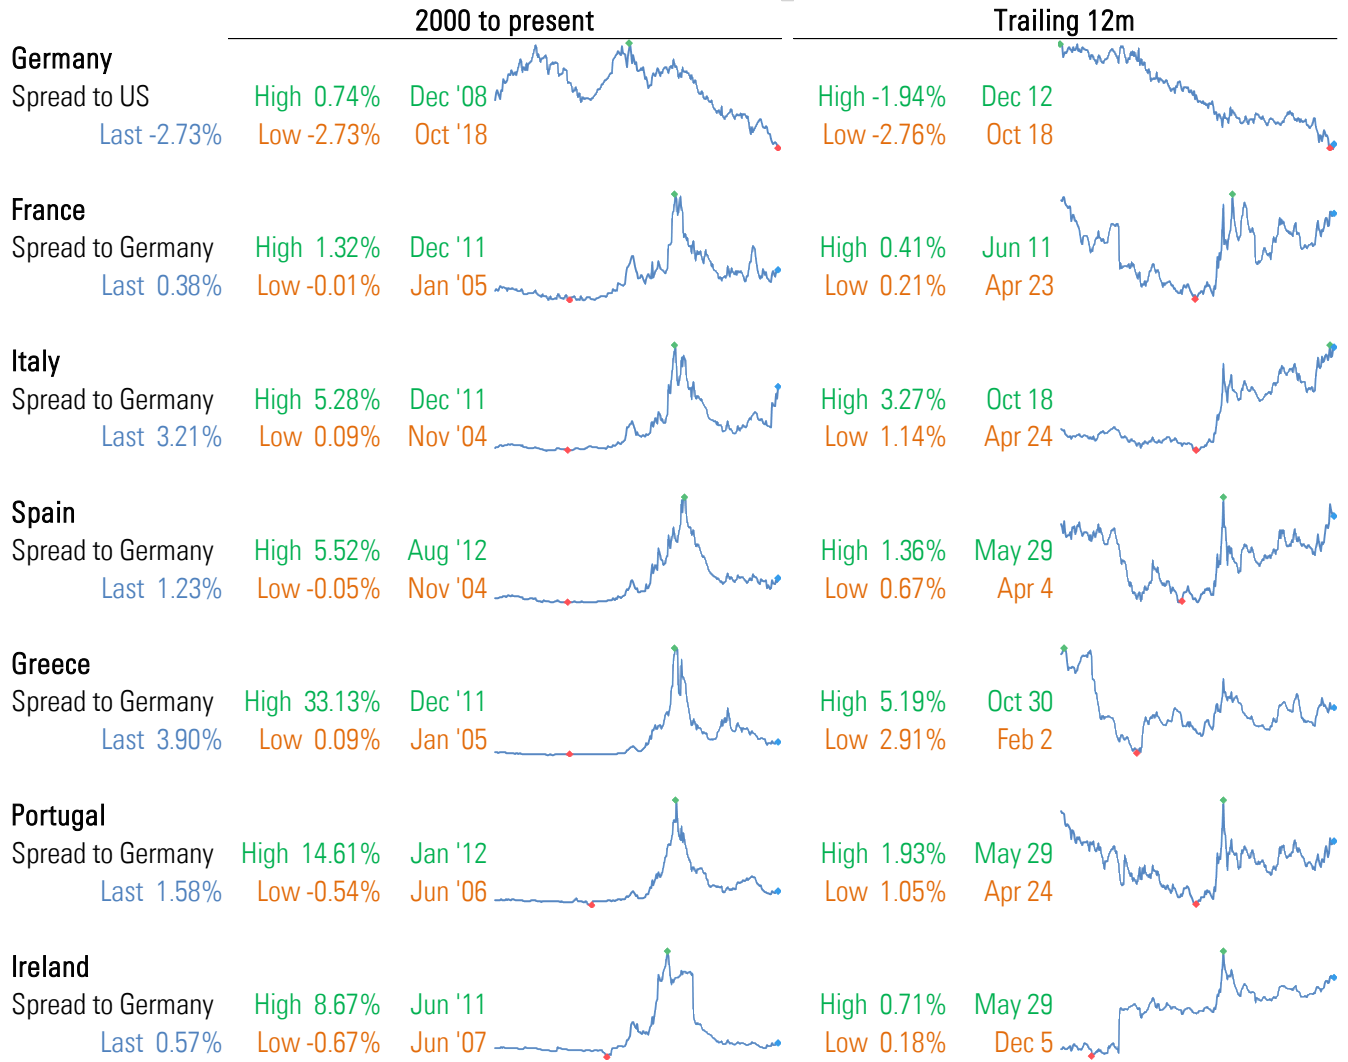 2000 to present Trailing 12m
Germany
Spread to US High 0.74% Dec '08 High -1.94% Dec 12
Last -2.73% Low -2.73% Oct '18 Low -2.76% Oct 18
France
Spread to Germany High 1.32% Dec '11 High 0.41% Jun 11
Last 0.38% Low -0.01% Jan '05 Low 0.21% Apr 23
Italy
Spread to Germany High 5.28% Dec '11 High 3.27% Oct 18
Last 3.21% Low 0.09% Nov '04 Low 1.14% Apr 24
Spain
Spread to Germany High 5.52% Aug '12 High 1.36% May 29
Last 1.23% Low -0.05% Nov '04 Low 0.67% Apr 4
Greece
Spread to Germany High 33.13% Dec '11 High 5.19% Oct 30
Last 3.90% Low 0.09% Jan '05 Low 2.91% Feb 2
Portugal
Spread to Germany High 14.61% Jan '12 High 1.93% May 29
Last 1.58% Low -0.54% Jun '06 Low 1.05% Apr 24
Ireland
Spread to Germany High 8.67% Jun '11 High 0.71% May 29
Last 0.57% Low -0.67% Jun '07 Low 0.18% Dec 5